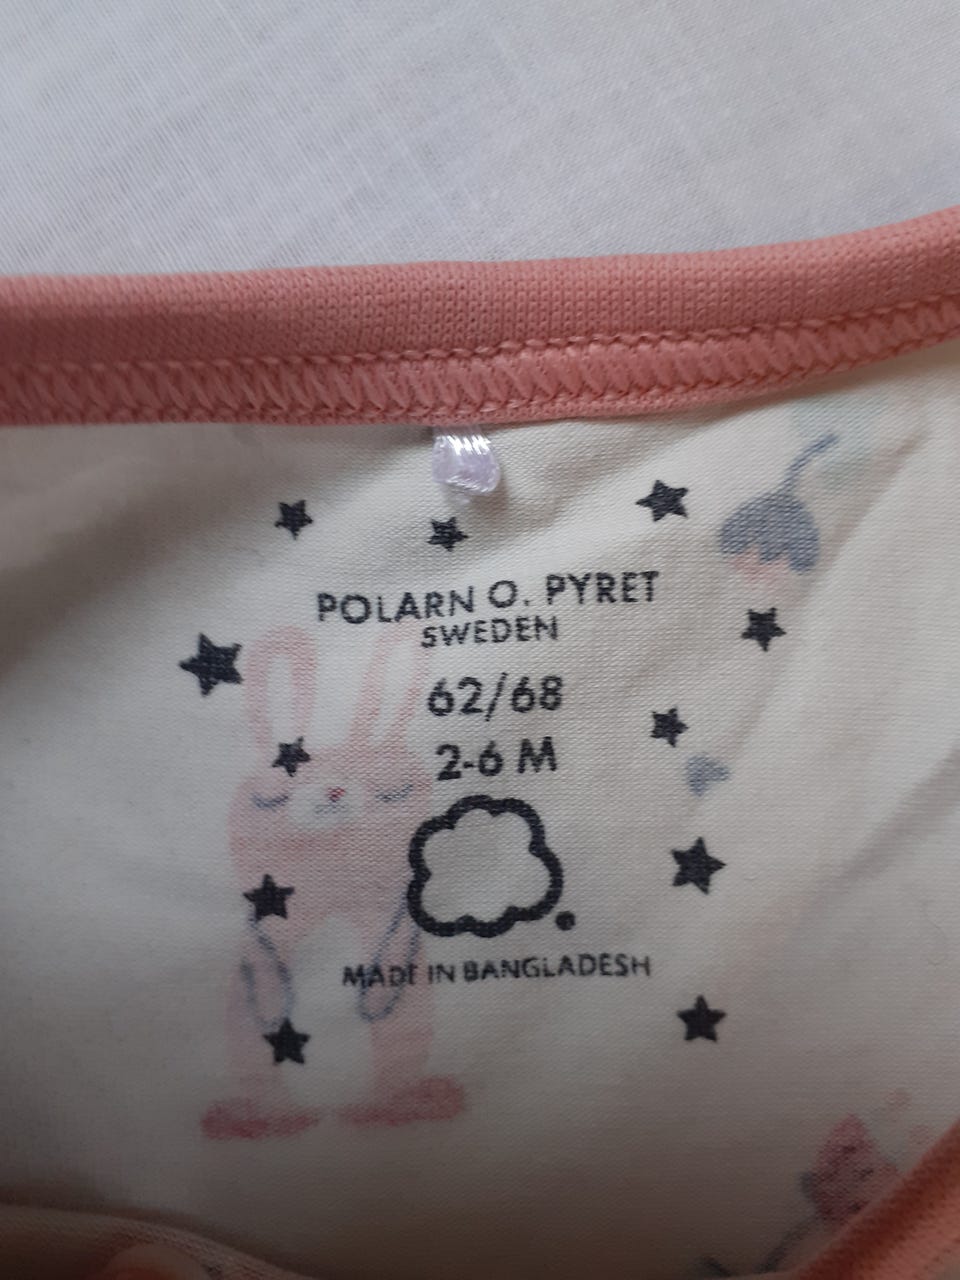 POLARN O. PYRET
SWEDEN
62/68
2-6 M
MADE IN BANGLADESH